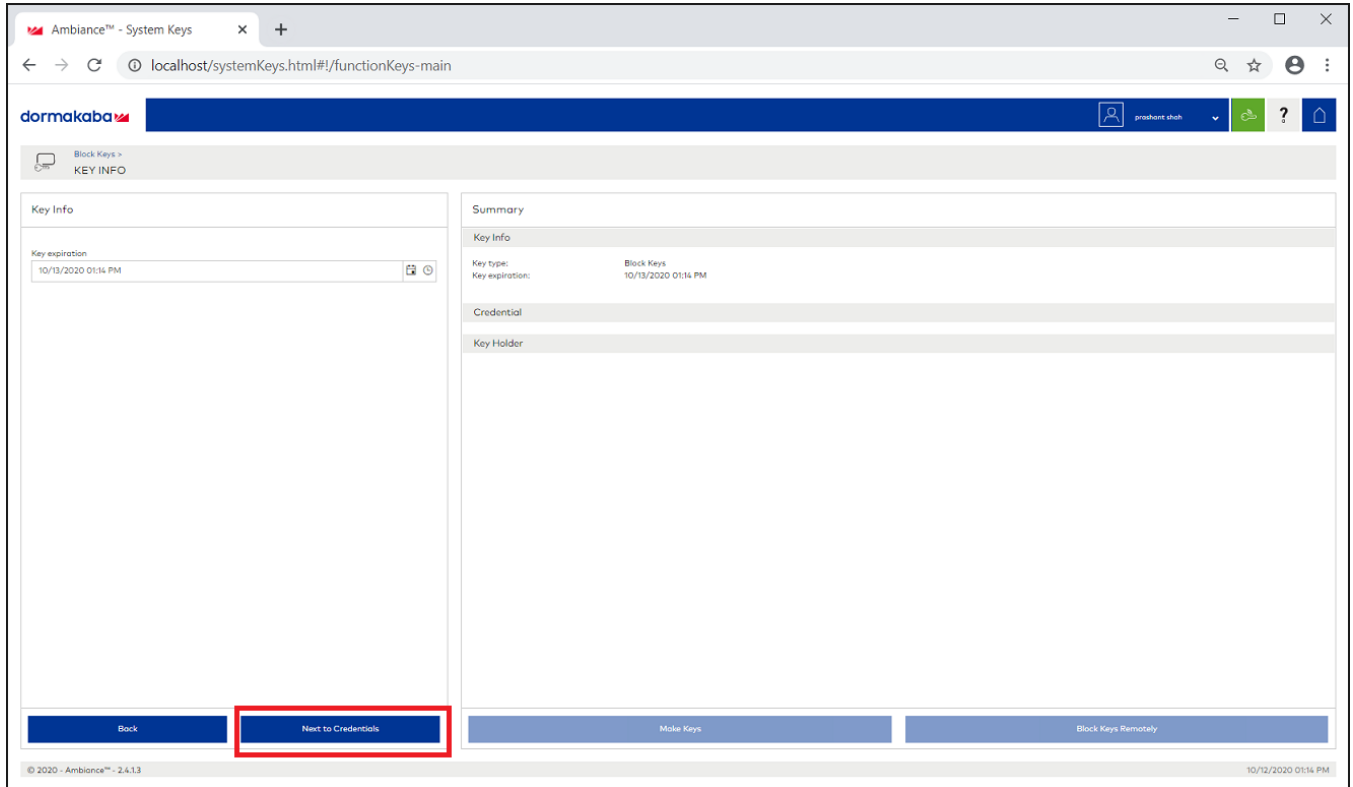 Ambiance™ - System Keys
localhost/systemKeys.html#!/functionKeys-main
dormakaba
prashant shah
?
Block Keys >
KEY INFO
Key Info
Key expiration
10/13/2020 01:14 PM
Back
Next to Credentials
Summary
Key Info
Key type: Block Keys
Key expiration: 10/13/2020 01:14 PM
Credential
Key Holder
Make Keys
Block Keys Remotely
© 2020 - Ambiance™ - 2.4.1.3
10/12/2020 01:14 PM